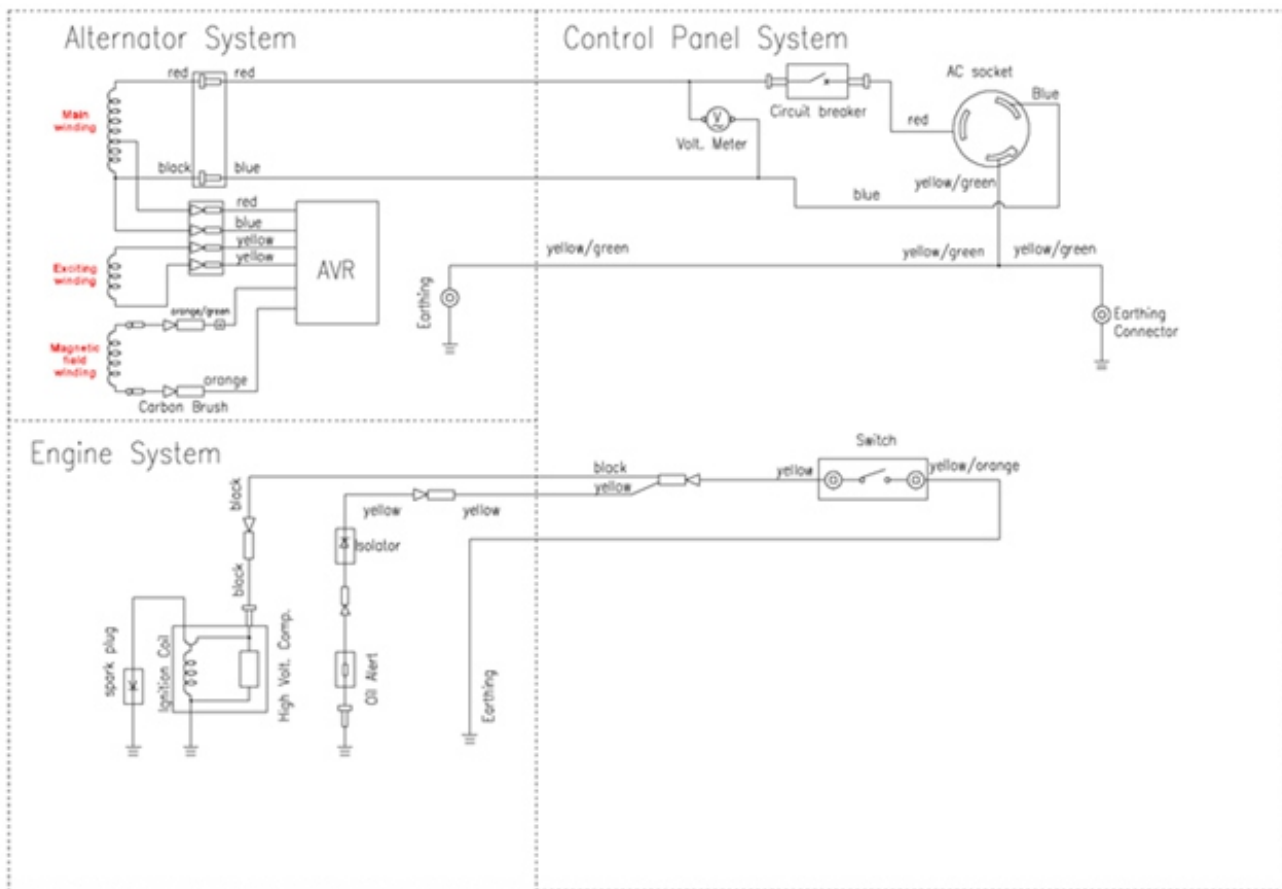 Alternator System
Control Panel System
red
red
Main
winding
black
blue
red
blue
yellow
yellow
AVR
Exciting
winding
orange/green
Magnetic
field
winding
orange
Carbon Brush
Circuit breaker
V
Volt. Meter
red
AC socket
Blue
yellow/green
blue
yellow/green
yellow/green
yellow/green
Earthing
Earthing
Connector
Engine System
black
black
yellow
yellow
yellow
Switch
yellow
yellow/orange
Isolator
black
spark plug
Ignition Coil
High Volt. Comp.
Oil Alert
Earthing